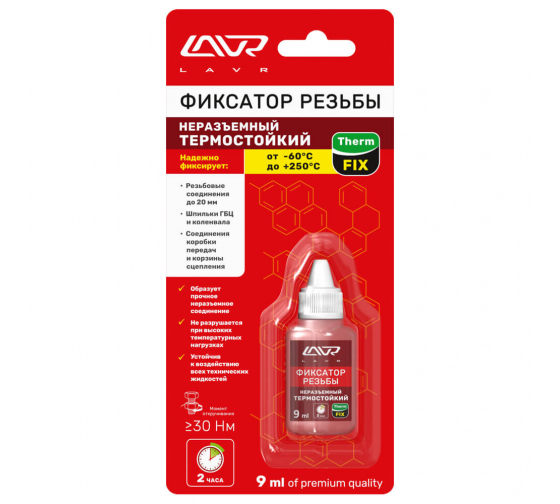 LAVR
LAVR
ФИКСАТОР РЕЗЬБЫ
НЕРАЗЪЕМНЫЙ
ТЕРМОСТОЙКИЙ
Therm
FIX
Надежно
фиксирует:
от -60°C
до +250°C
• Резьбовые
соединения
до 20 мм
• Шпильки ГБЦ
и коленвала
• Соединения
коробки
передач
и корзины
сцепления
✓ Образует
прочное
неразъемное
соединение
✓ Не разрушается
при высоких
температурных
нагрузках
✓ Устойчив
к воздействию
всех технических
жидкостей
Момент
откручивания
≥30 Нм
2 ЧАСА
LAVR
LAVR
ФИКСАТОР
РЕЗЬБЫ
НЕРАЗЪЕМНЫЙ
ТЕРМОСТОЙКИЙ
9 ml
Therm
FIX
9 ml of premium quality